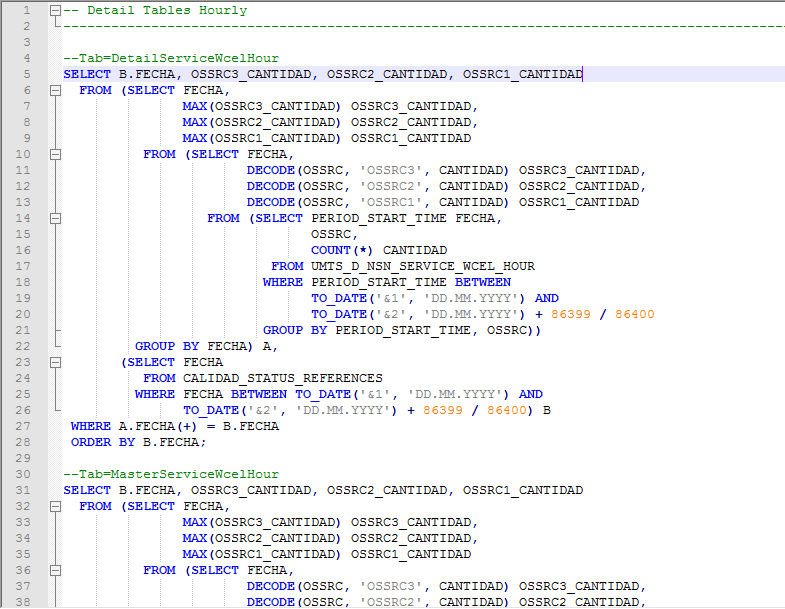 1 -- Detail Tables Hourly
2 --------------------------------------------------------------------------------------------
3
4 --Tab=DetailServiceWcelHour
5 SELECT B.FECHA, OSSRC3_CANTIDAD, OSSRC2_CANTIDAD, OSSRC1_CANTIDAD
6 FROM (SELECT FECHA,
7 MAX(OSSRC3_CANTIDAD) OSSRC3_CANTIDAD,
8 MAX(OSSRC2_CANTIDAD) OSSRC2_CANTIDAD,
9 MAX(OSSRC1_CANTIDAD) OSSRC1_CANTIDAD
10 FROM (SELECT FECHA,
11 DECODE(OSSRC, 'OSSRC3', CANTIDAD) OSSRC3_CANTIDAD,
12 DECODE(OSSRC, 'OSSRC2', CANTIDAD) OSSRC2_CANTIDAD,
13 DECODE(OSSRC, 'OSSRC1', CANTIDAD) OSSRC1_CANTIDAD
14 FROM (SELECT PERIOD_START_TIME FECHA,
15 OSSRC,
16 COUNT(*) CANTIDAD
17 FROM UMTS_D_NSN_SERVICE_WCEL_HOUR
18 WHERE PERIOD_START_TIME BETWEEN
19 TO_DATE('&1', 'DD.MM.YYYY') AND
20 TO_DATE('&2', 'DD.MM.YYYY') + 86399 / 86400
21 GROUP BY PERIOD_START_TIME, OSSRC))
22 GROUP BY FECHA) A,
23 (SELECT FECHA
24 FROM CALIDAD_STATUS_REFERENCES
25 WHERE FECHA BETWEEN TO_DATE('&1', 'DD.MM.YYYY') AND
26 TO_DATE('&2', 'DD.MM.YYYY') + 86399 / 86400) B
27 WHERE A.FECHA(+) = B.FECHA
28 ORDER BY B.FECHA;
29
30 --Tab=MasterServiceWcelHour
31 SELECT B.FECHA, OSSRC3_CANTIDAD, OSSRC2_CANTIDAD, OSSRC1_CANTIDAD
32 FROM (SELECT FECHA,
33 MAX(OSSRC3_CANTIDAD) OSSRC3_CANTIDAD,
34 MAX(OSSRC2_CANTIDAD) OSSRC2_CANTIDAD,
35 MAX(OSSRC1_CANTIDAD) OSSRC1_CANTIDAD
36 FROM (SELECT FECHA,
37 DECODE(OSSRC, 'OSSRC3', CANTIDAD) OSSRC3_CANTIDAD,
38 DECODE(OSSRC, 'OSSRC2', CANTIDAD) OSSRC2_CANTIDAD,